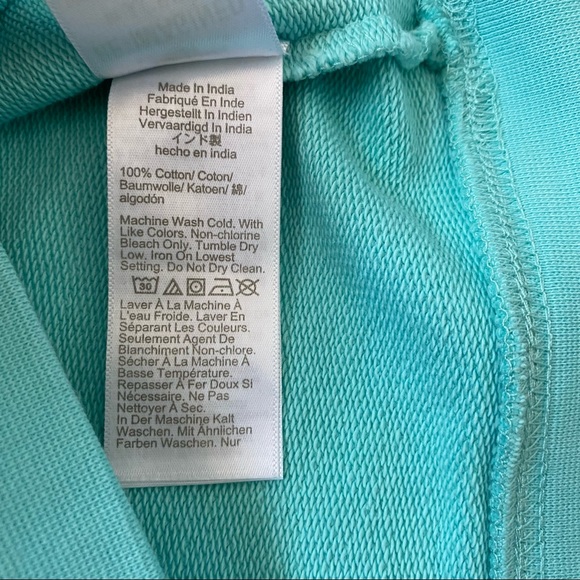 Made In India
Fabriqué En Inde
Hergestellt In Indien
Vervaardigd In India
インド製
hecho en india
100% Cotton/ Coton/
Baumwolle/ Katoen/ 綿/
algodón
Machine Wash Cold. With
Like Colors. Non-chlorine
Bleach Only. Tumble Dry
Low. Iron On Lowest
Setting. Do Not Dry Clean.
30
Laver À La Machine À
L'eau Froide. Laver En
Séparant Les Couleurs.
Seulement Agent De
Blanchiment Non-chlore.
Sécher À La Machine À
Basse Température.
Repasser À Fer Doux Si
Nécessaire. Ne Pas
Nettoyer À Sec.
In Der Maschine Kalt
Waschen. Mit Ähnlichen
Farben Waschen. Nur